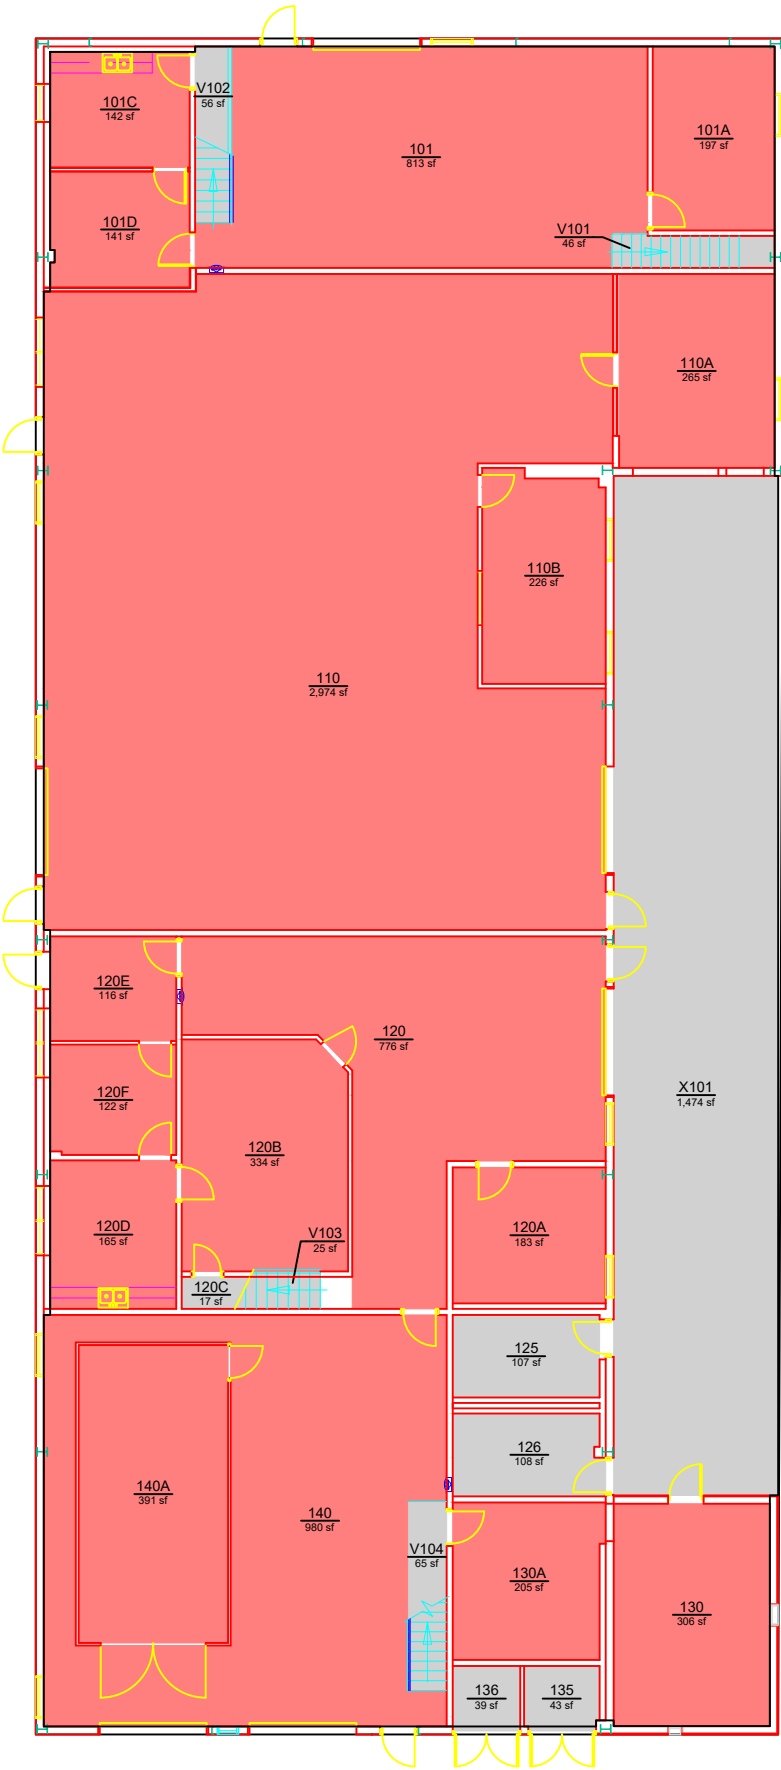 V102
56 sf
101C
142 sf
101A
197 sf
101
813 sf
101D
141 sf
V101
46 sf
110A
265 sf
110B
226 sf
110
2,974 sf
120E
116 sf
120
776 sf
120F
122 sf
X101
1,474 sf
120B
334 sf
120D
165 sf
V103
25 sf
120A
183 sf
120C
17 sf
125
107 sf
126
108 sf
140A
391 sf
140
980 sf
V104
65 sf
130A
205 sf
130
306 sf
136
39 sf
135
43 sf